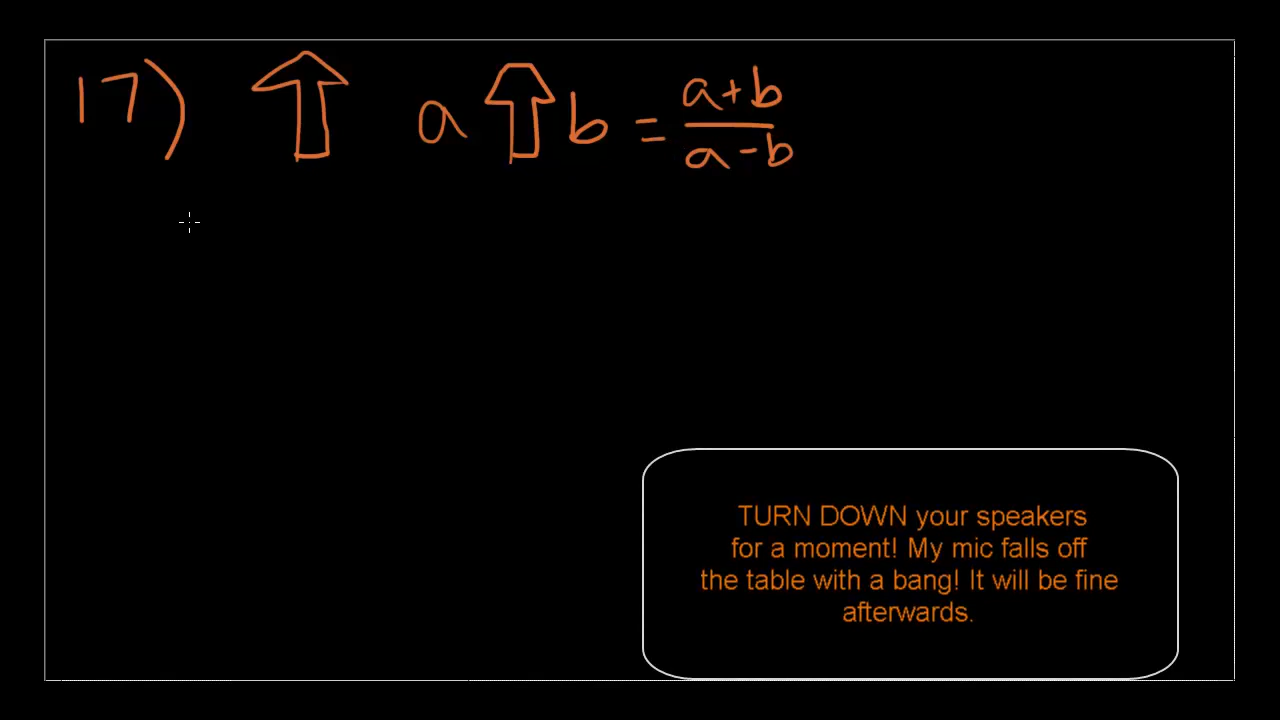 17) ⇧ a ⇧ b = a+b / a-b
TURN DOWN your speakers
for a moment! My mic falls off
the table with a bang! It will be fine
afterwards.